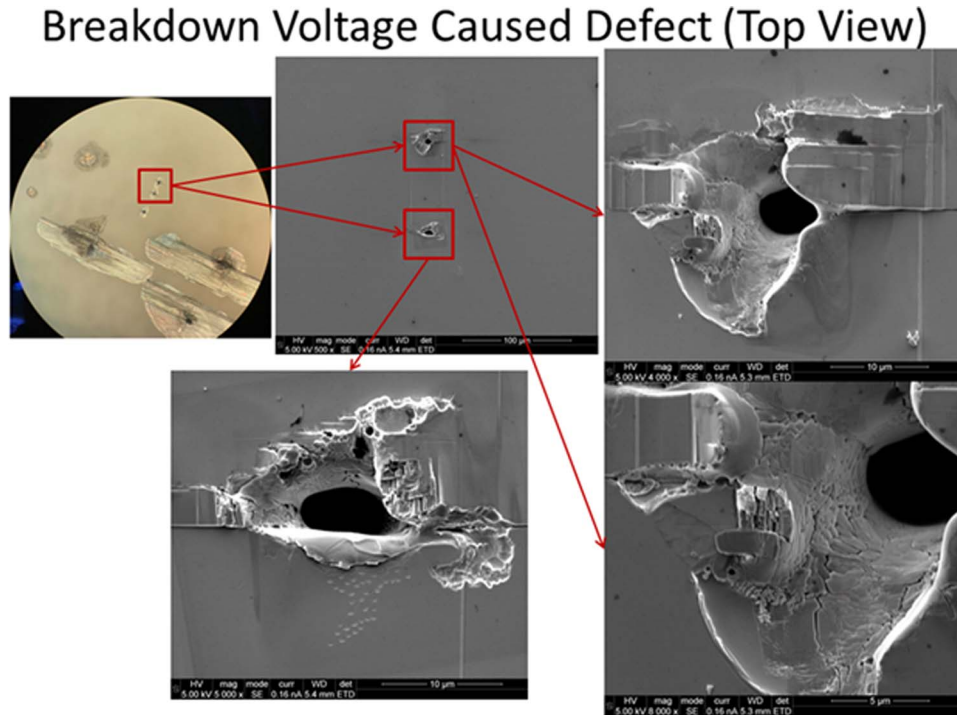 Breakdown Voltage Caused Defect (Top View)
HV mag mode curr WD det
5.00 kV 500 x SE 0.16 nA 5.4 mm ETD
100 µm
HV mag mode curr WD det
5.00 kV 4 000 x SE 0.16 nA 5.3 mm ETD
10 µm
HV mag mode curr WD det
5.00 kV 5 000 x SE 0.16 nA 5.4 mm ETD
10 µm
HV mag mode curr WD det
5.00 kV 8 000 x SE 0.16 nA 5.3 mm ETD
5 µm